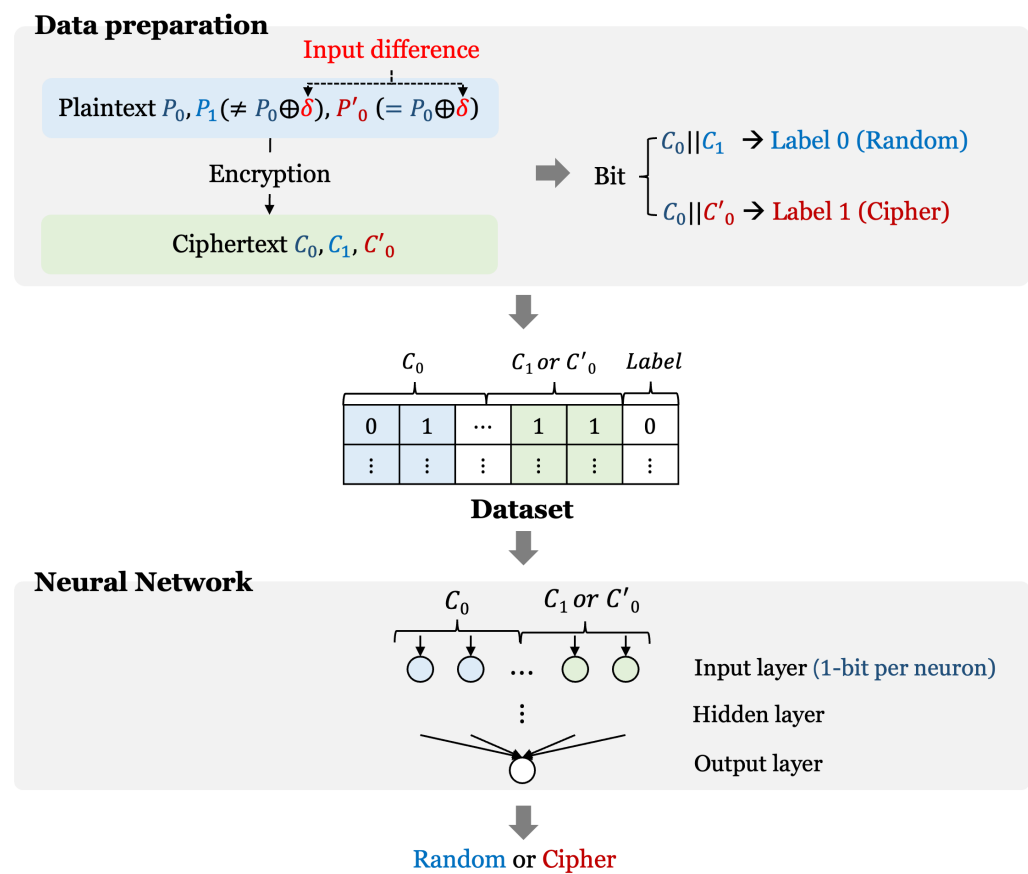 Data preparation
Input difference
Plaintext P₀, P₁(≠ P₀⊕δ), P′₀ (= P₀⊕δ)
Encryption
Ciphertext C₀, C₁, C′₀
Bit
C₀||C₁ → Label 0 (Random)
C₀||C′₀ → Label 1 (Cipher)
C₀ C₁ or C′₀ Label
0 1 ⋯ 1 1 0
⋮ ⋮ ⋮ ⋮ ⋮ ⋮
Dataset
Neural Network
C₀ C₁ or C′₀
… Input layer (1-bit per neuron)
⋮ Hidden layer
Output layer
Random or Cipher